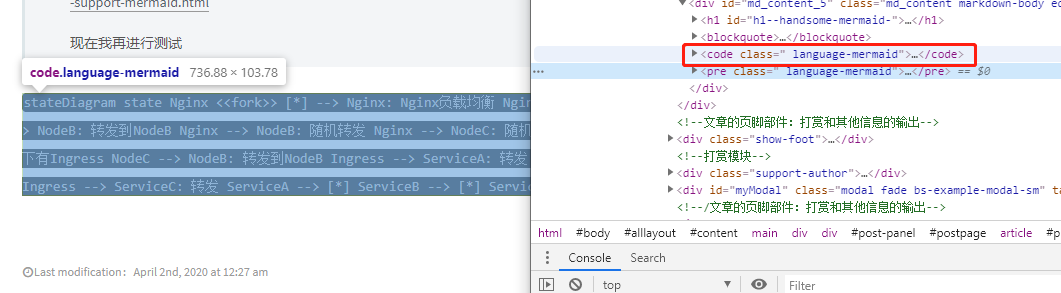 -support-mermaid.html
现在我再进行测试
code.language-mermaid 736.88 × 103.78
stateDiagram state Nginx <<fork>> [*] --> Nginx: Nginx负载均衡 Ngin
> NodeB: 转发到NodeB Nginx --> NodeB: 随机转发 Nginx --> NodeC: 随机
下有Ingress NodeC --> NodeB: 转发到NodeB Ingress --> ServiceA: 转发
Ingress --> ServiceC: 转发 ServiceA --> [*] ServiceB --> [*] Ser
Last modification: April 2nd, 2020 at 12:27 am
<div id="md_content_5" class="md_content markdown-body ed
<h1 id="h1--handsome-mermaid-">…</h1>
<blockquote>…</blockquote>
<code class=" language-mermaid">…</code>
<pre class=" language-mermaid">…</pre> == $0
</div>
</div>
<!--文章的页脚部件：打赏和其他信息的输出-->
<div class="show-foot">…</div>
<!--打赏模块-->
<div class="support-author">…</div>
<div id="myModal" class="modal fade bs-example-modal-sm" ta
<!--/文章的页脚部件：打赏和其他信息的输出-->
html #body #alllayout #content main div div #post-panel #postpage article #p
Console Search
top Filter